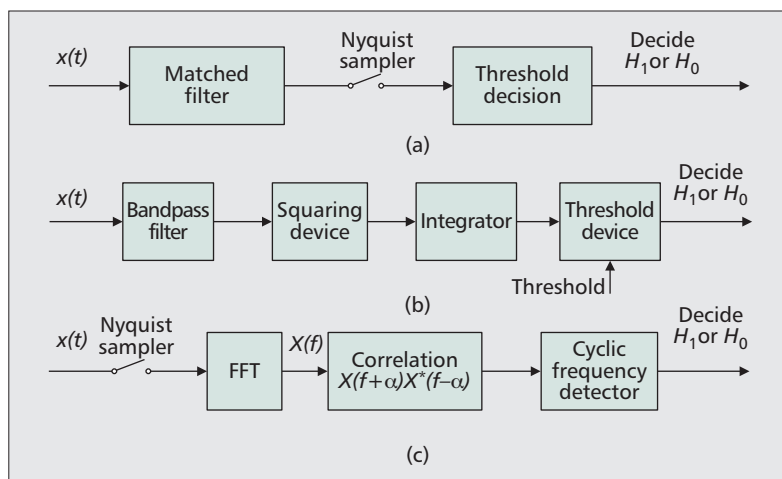 x(t)
Matched
filter
Nyquist
sampler
Threshold
decision
Decide
H1 or H0
(a)
x(t)
Bandpass
filter
Squaring
device
Integrator
Threshold
device
Decide
H1 or H0
Threshold
(b)
x(t)
Nyquist
sampler
FFT
X(f)
Correlation
X(f+α)X*(f–α)
Cyclic
frequency
detector
Decide
H1 or H0
(c)